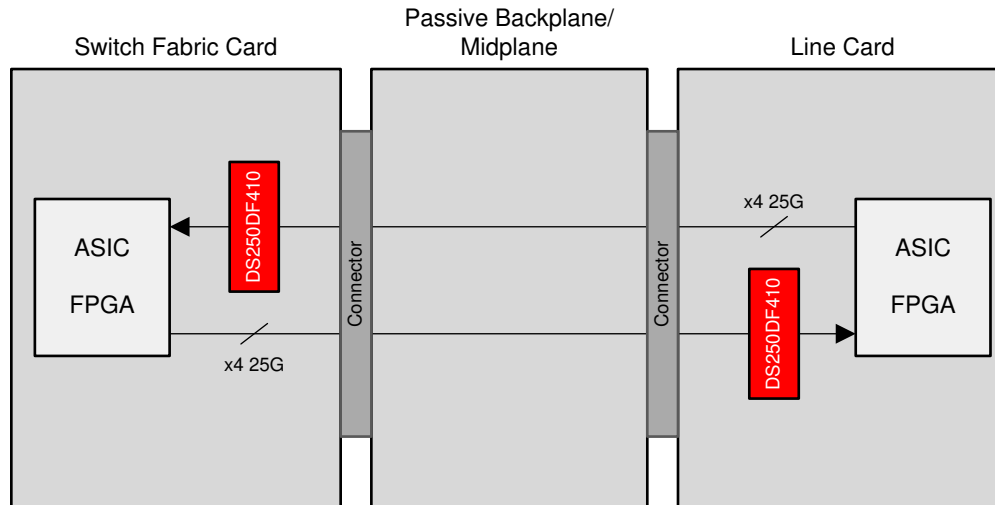 Passive Backplane/
Midplane
Switch Fabric Card
Line Card
DS250DF410
x4 25G
ASIC
FPGA
Connector
Connector
ASIC
FPGA
x4 25G
DS250DF410